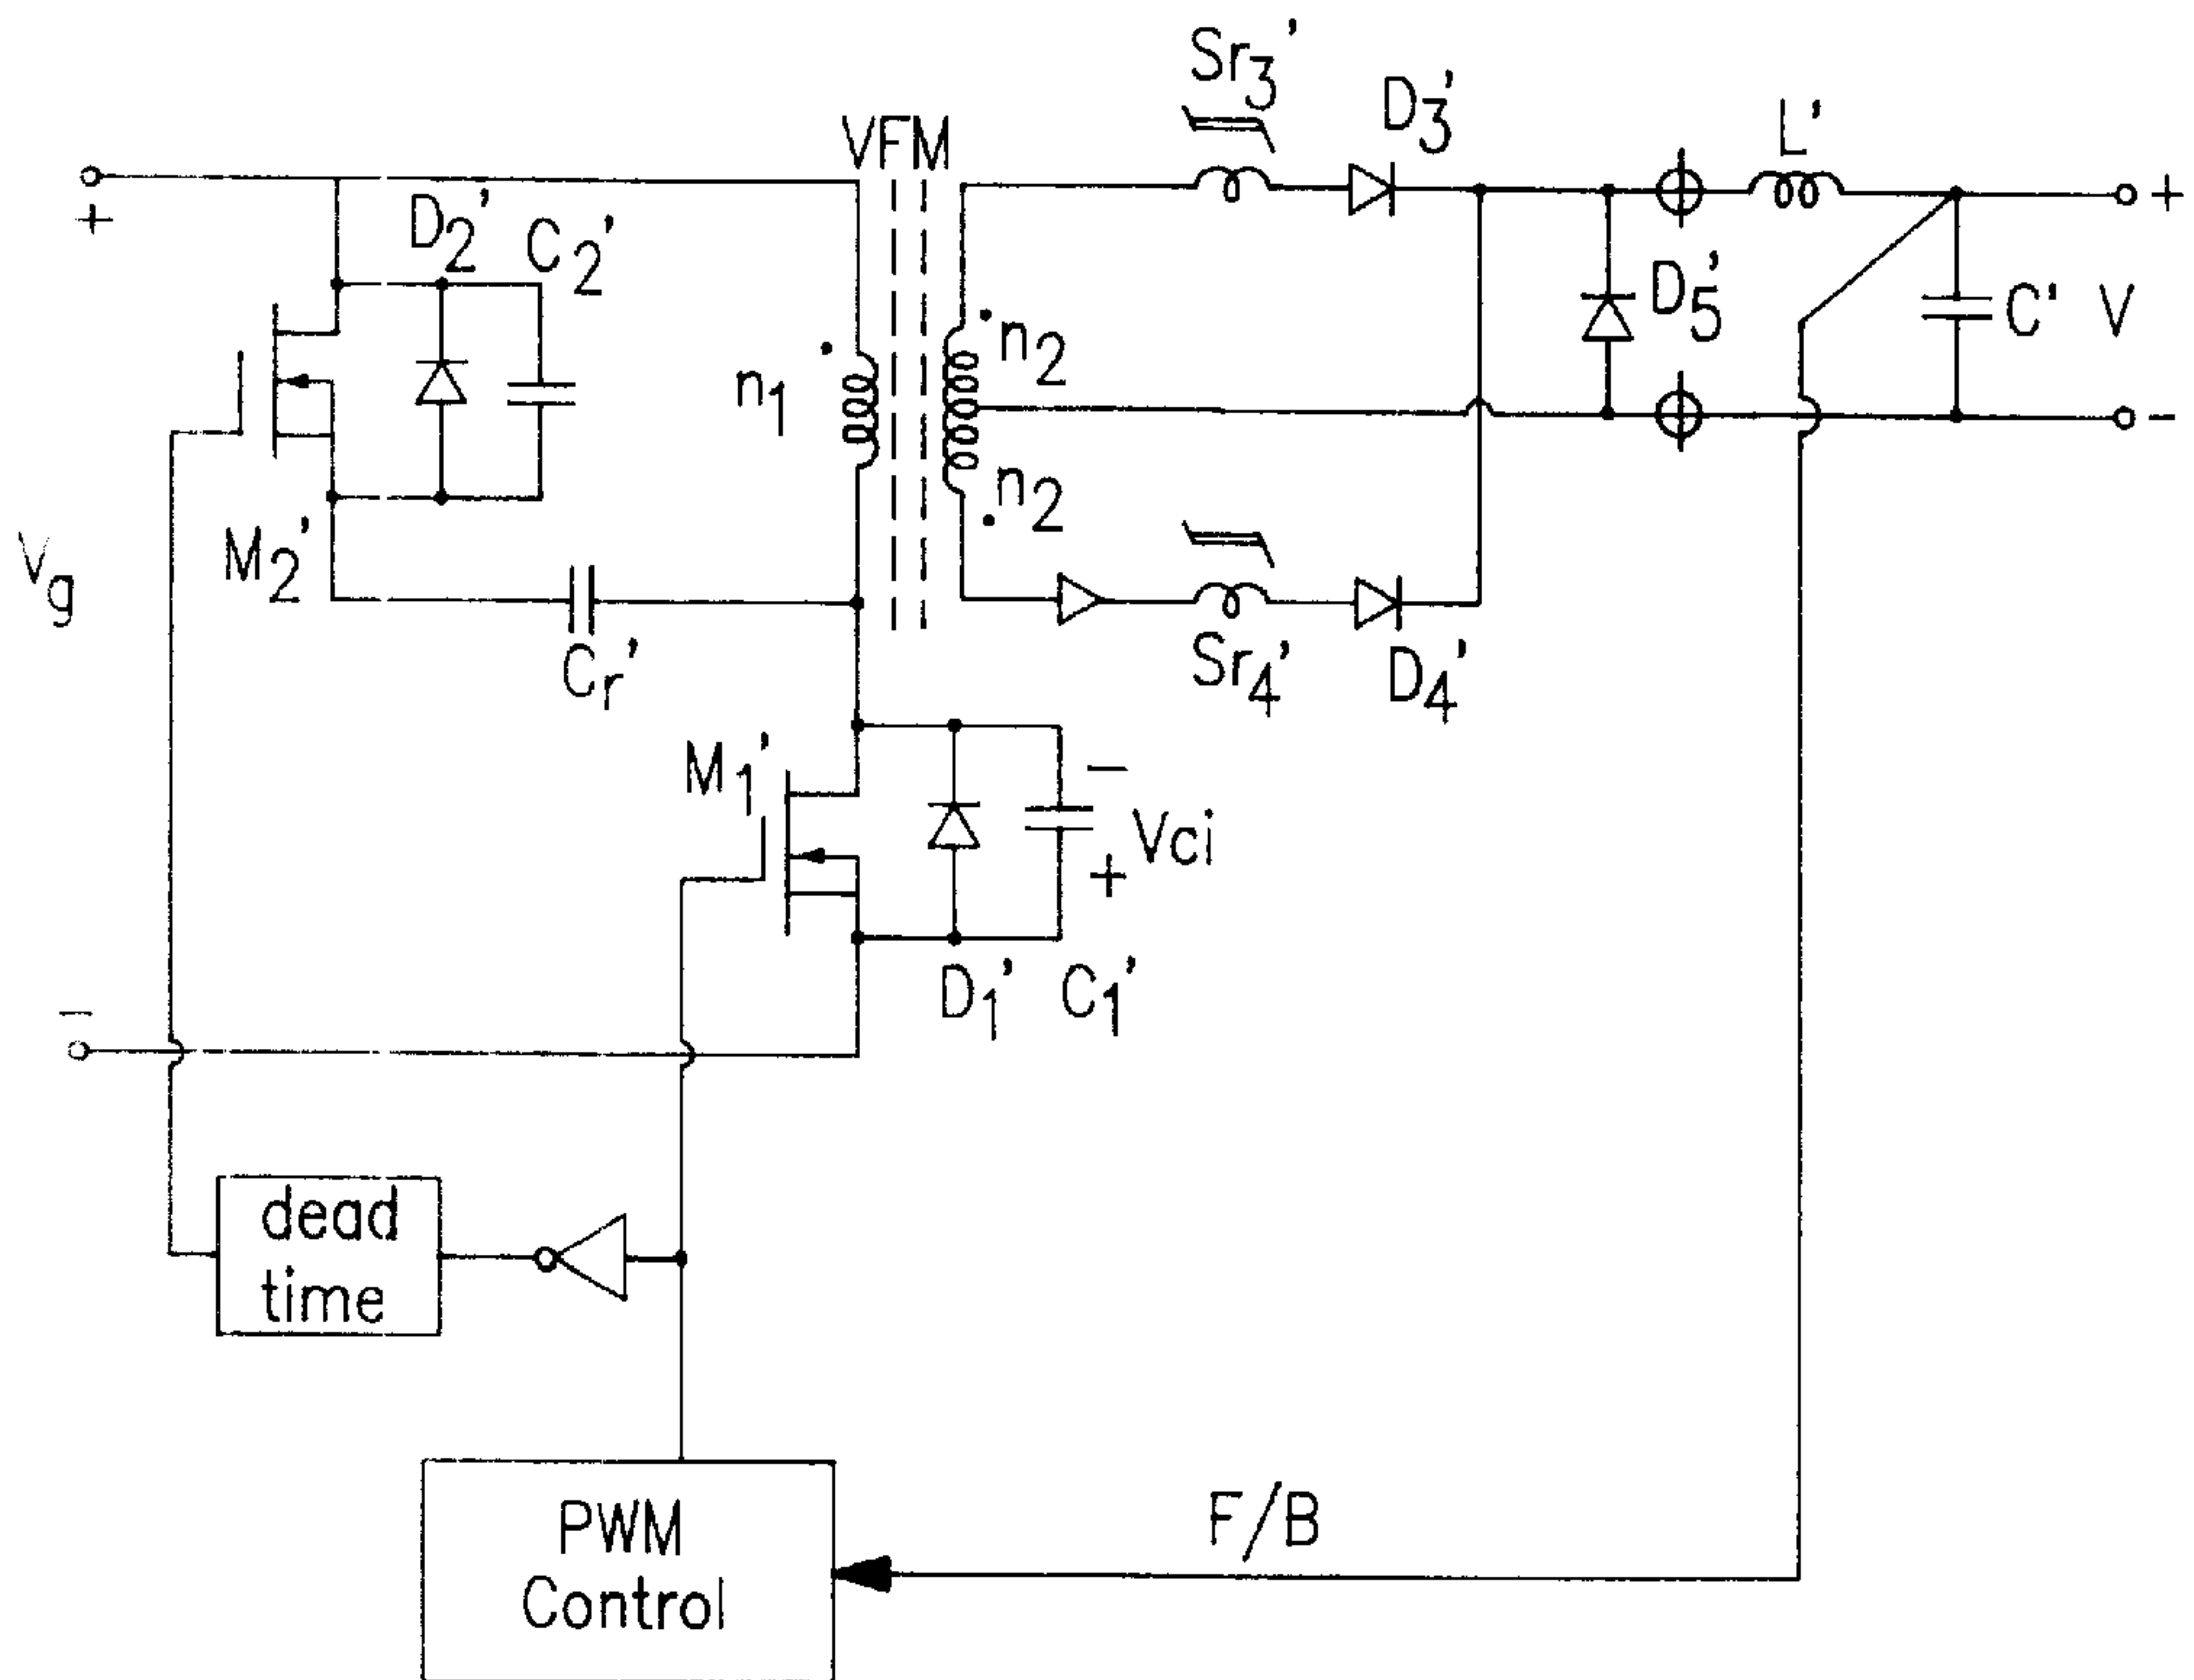 Sr3'
D3'
L'
VFM
+
D2'
C2'
+
n2
D5'
C'
V
n1
-
n2
Vg
M2'
Cr'
Sr4'
D4'
M1'
-
Vci
+
D1'
C1'
-
dead
time
PWM
Control
F/B